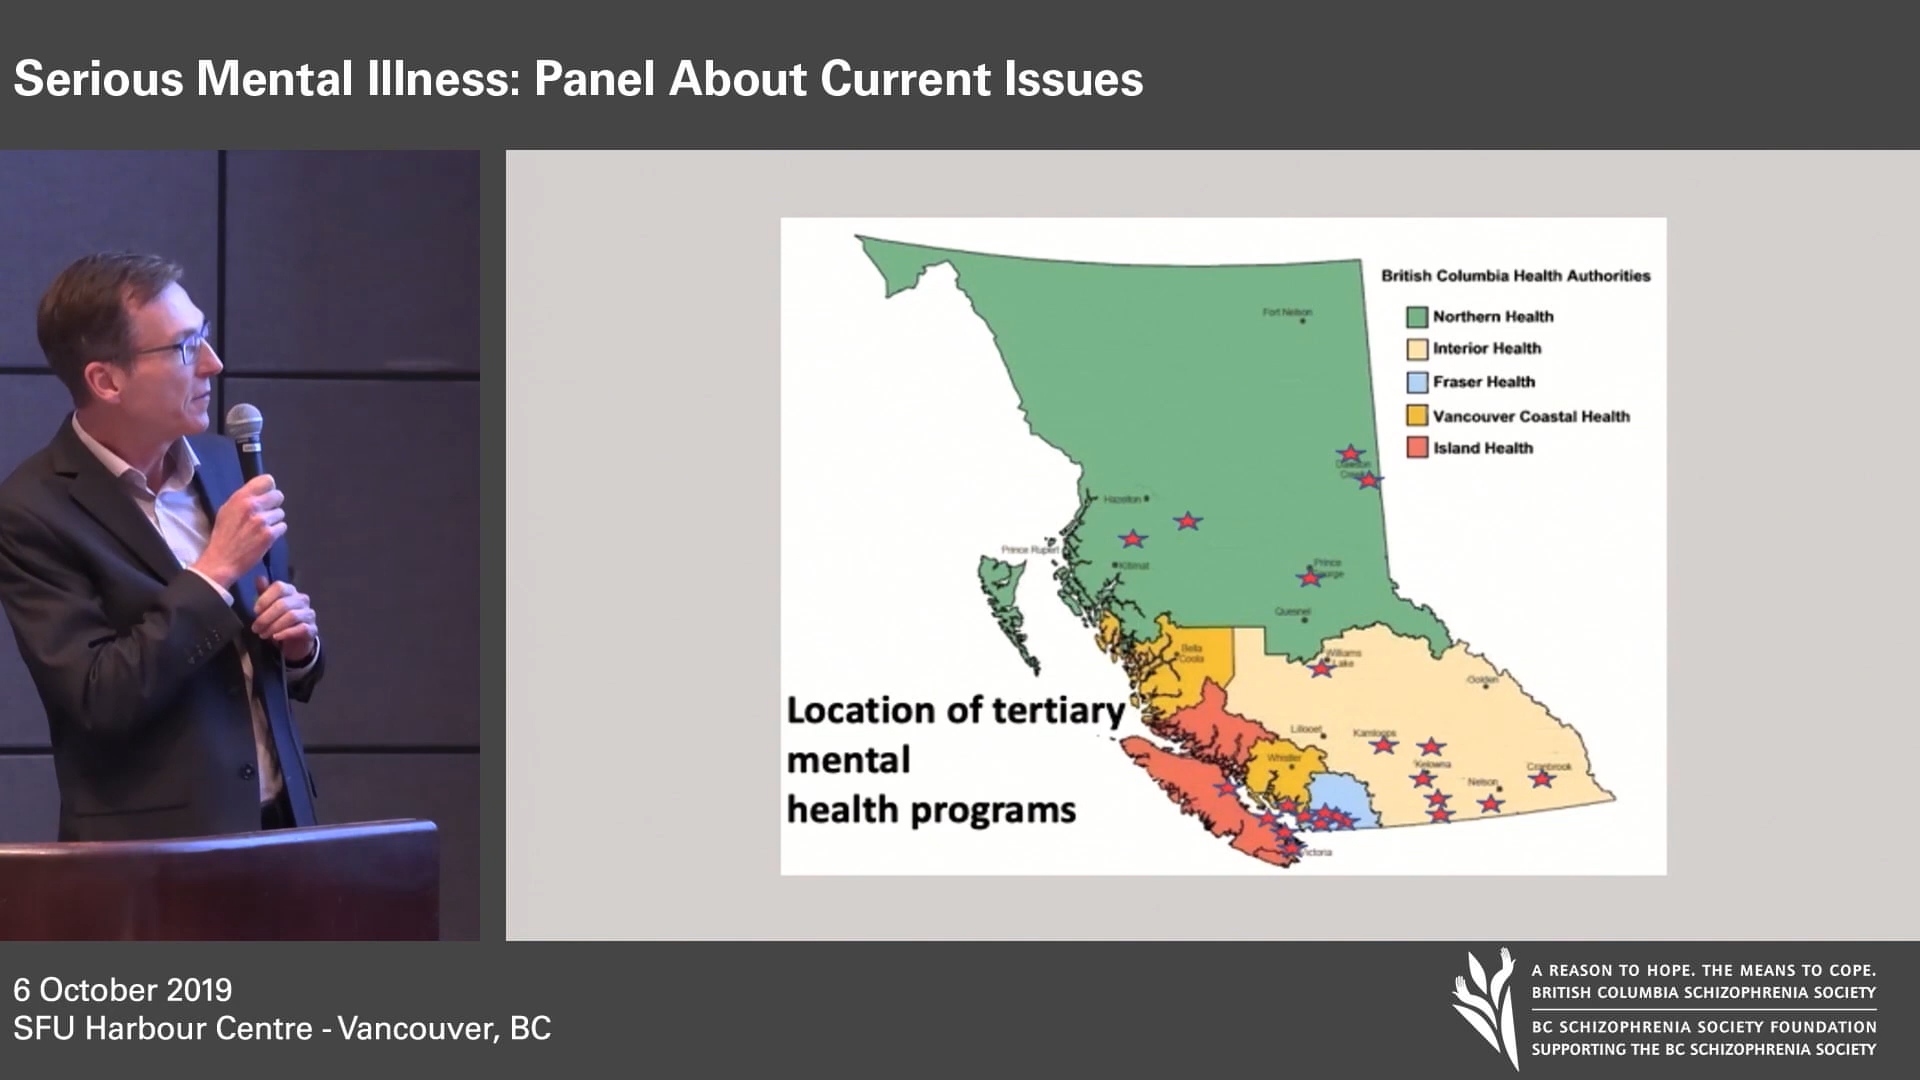 Serious Mental Illness: Panel About Current Issues
British Columbia Health Authorities
Northern Health
Interior Health
Fraser Health
Vancouver Coastal Health
Island Health
Fort Nelson
Dawson
Creek
Hazelton
Prince Rupert
Kitimat
Prince
George
Quesnel
Bella
Coola
Williams
Lake
Golden
Lillooet
Kamloops
Whistler
Kelowna
Nelson
Cranbrook
Victoria
Location of tertiary
mental
health programs
6 October 2019
SFU Harbour Centre - Vancouver, BC
A REASON TO HOPE. THE MEANS TO COPE.
BRITISH COLUMBIA SCHIZOPHRENIA SOCIETY
BC SCHIZOPHRENIA SOCIETY FOUNDATION
SUPPORTING THE BC SCHIZOPHRENIA SOCIETY